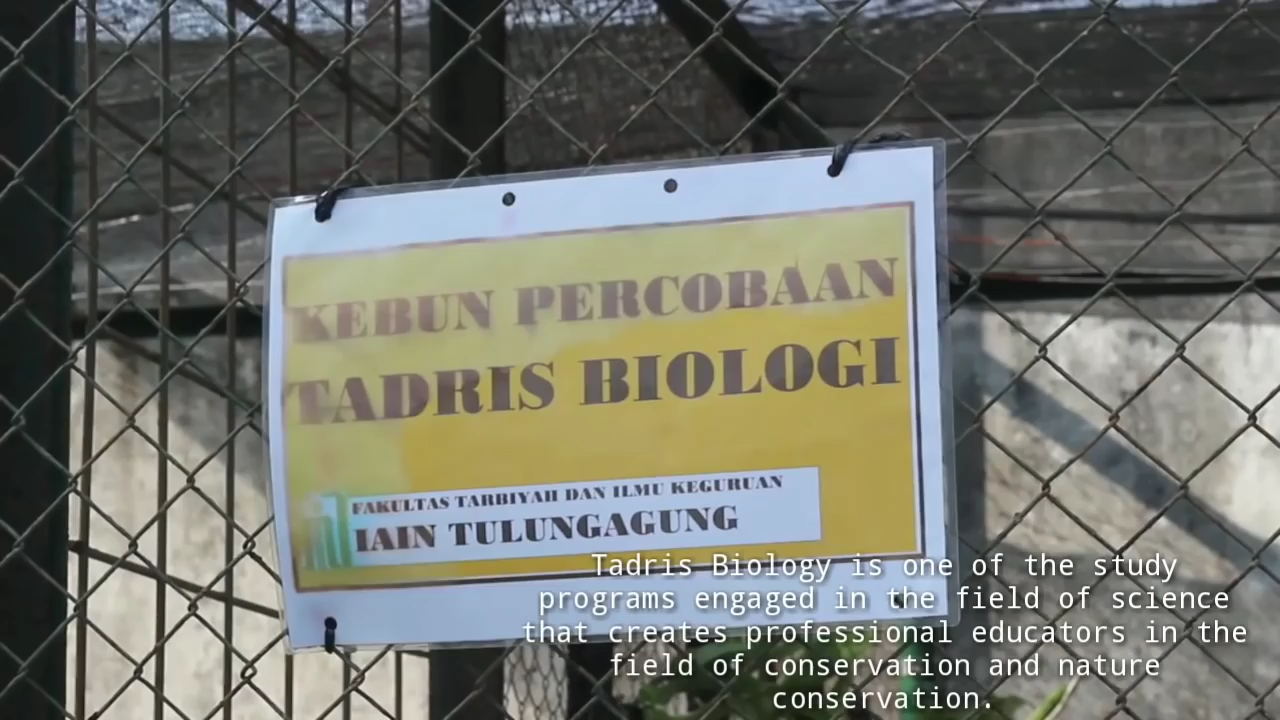 KEBUN PERCOBAAN
TADRIS BIOLOGI
FAKULTAS TARBIYAH DAN ILMU KEGURUAN
IAIN TULUNGAGUNG
Tadris Biology is one of the study
programs engaged in the field of science
that creates professional educators in the
field of conservation and nature
conservation.